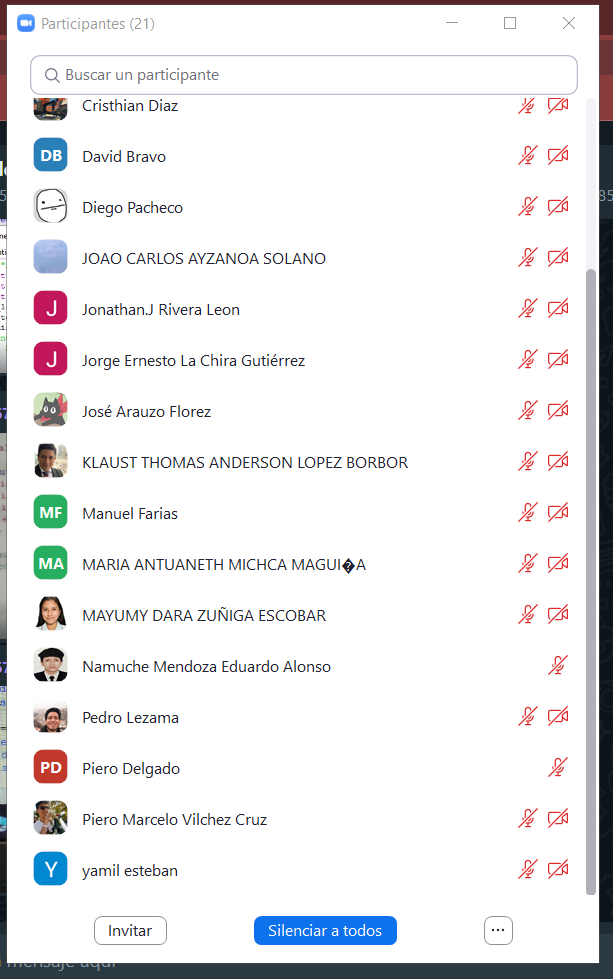 Participantes (21)
Buscar un participante
Cristhian Diaz
DB David Bravo
Diego Pacheco
JOAO CARLOS AYZANOA SOLANO
J Jonathan.J Rivera Leon
J Jorge Ernesto La Chira Gutiérrez
José Arauzo Florez
KLAUST THOMAS ANDERSON LOPEZ BORBOR
MF Manuel Farias
MA MARIA ANTUANETH MICHCA MAGUI�A
MAYUMY DARA ZUÑIGA ESCOBAR
Namuche Mendoza Eduardo Alonso
Pedro Lezama
PD Piero Delgado
Piero Marcelo Vilchez Cruz
Y yamil esteban
Invitar Silenciar a todos ...
mensaje aquí